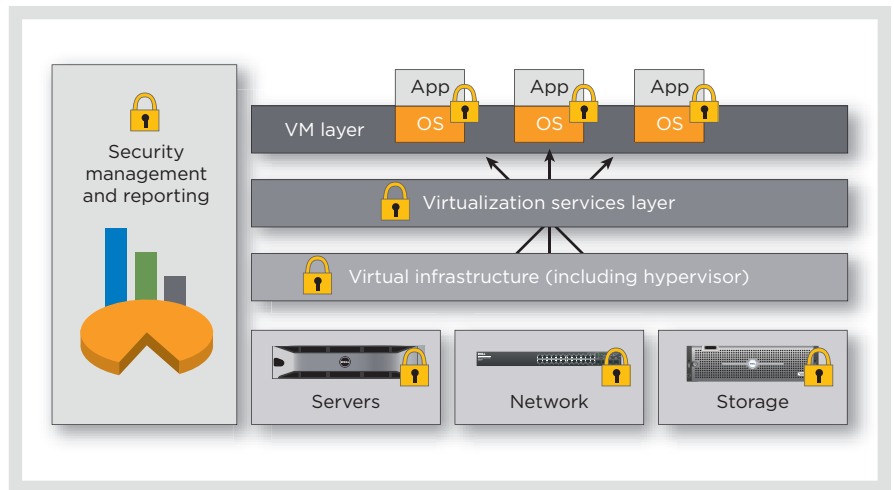 Security
management
and reporting
App
App
App
OS
OS
OS
VM layer
Virtualization services layer
Virtual infrastructure (including hypervisor)
Servers
Network
Storage